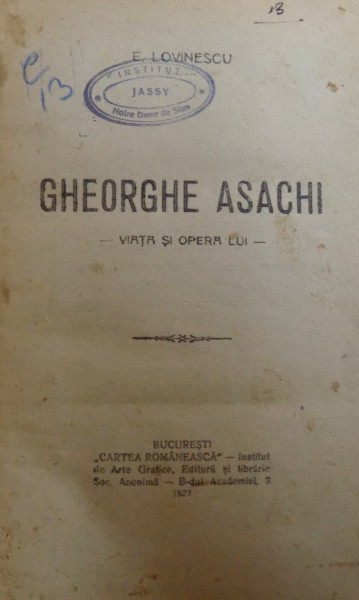 13
E. LOVINESCU
C/13
INSTITUT
JASSY
Notre Dame de Sion
GHEORGHE ASACHI
— VIAȚA ȘI OPERA LUI —
BUCUREȘTI
„CARTEA ROMÂNEASCĂ" — Institut
de Arte Grafice, Editură și librărie
Soc. Anonimă — B-dul Academiei, 3
1921